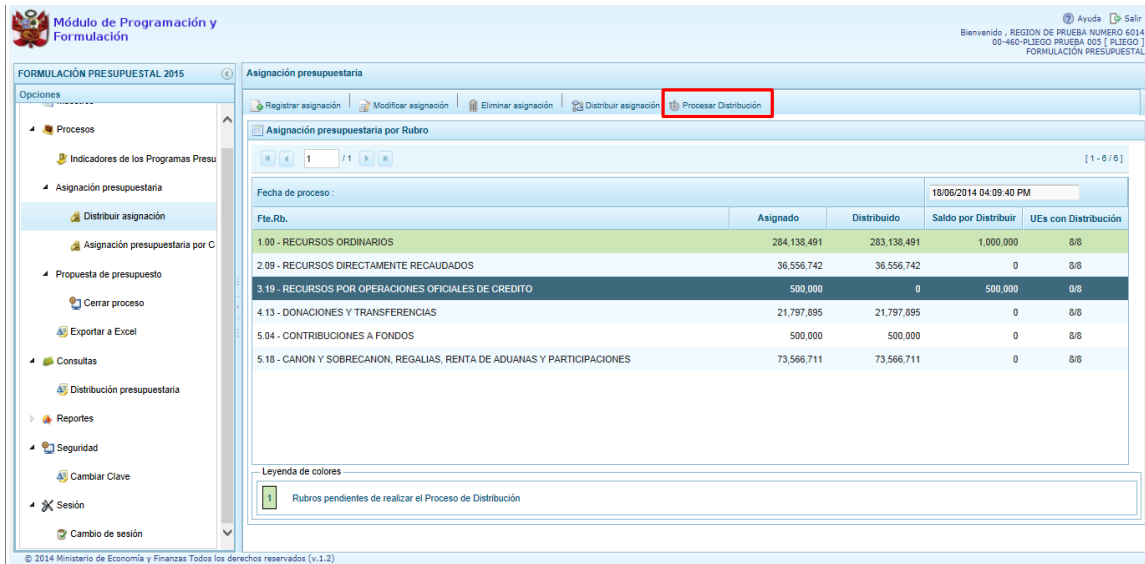 Módulo de Programación y
Formulación
Ayuda Salir
Bienvenido , REGION DE PRUEBA NUMERO 6014
00-460-PLIEGO PRUEBA 005 [ PLIEGO ]
FORMULACIÓN PRESUPUESTAL
FORMULACIÓN PRESUPUESTAL 2015
Opciones
Procesos
Indicadores de los Programas Presu
Asignación presupuestaria
Distribuir asignación
Asignación presupuestaria por C
Propuesta de presupuesto
Cerrar proceso
Exportar a Excel
Consultas
Distribución presupuestaria
Reportes
Seguridad
Cambiar Clave
Sesión
Cambio de sesión
Asignación presupuestaria
Registrar asignación Modificar asignación Eliminar asignación Distribuir asignación Procesar Distribución
Asignación presupuestaria por Rubro
1 / 1 [ 1 - 6 / 6 ]
Fecha de proceso : 18/06/2014 04:09:40 PM
Fte.Rb. Asignado Distribuido Saldo por Distribuir UEs con Distribución
1.00 - RECURSOS ORDINARIOS 284,138,491 283,138,491 1,000,000 8/8
2.09 - RECURSOS DIRECTAMENTE RECAUDADOS 36,556,742 36,556,742 0 8/8
3.19 - RECURSOS POR OPERACIONES OFICIALES DE CREDITO 500,000 0 500,000 0/8
4.13 - DONACIONES Y TRANSFERENCIAS 21,797,895 21,797,895 0 8/8
5.04 - CONTRIBUCIONES A FONDOS 500,000 500,000 0 8/8
5.18 - CANON Y SOBRECANON, REGALIAS, RENTA DE ADUANAS Y PARTICIPACIONES 73,566,711 73,566,711 0 8/8
Leyenda de colores
1 Rubros pendientes de realizar el Proceso de Distribución
© 2014 Ministerio de Economía y Finanzas Todos los derechos reservados (v.1.2)